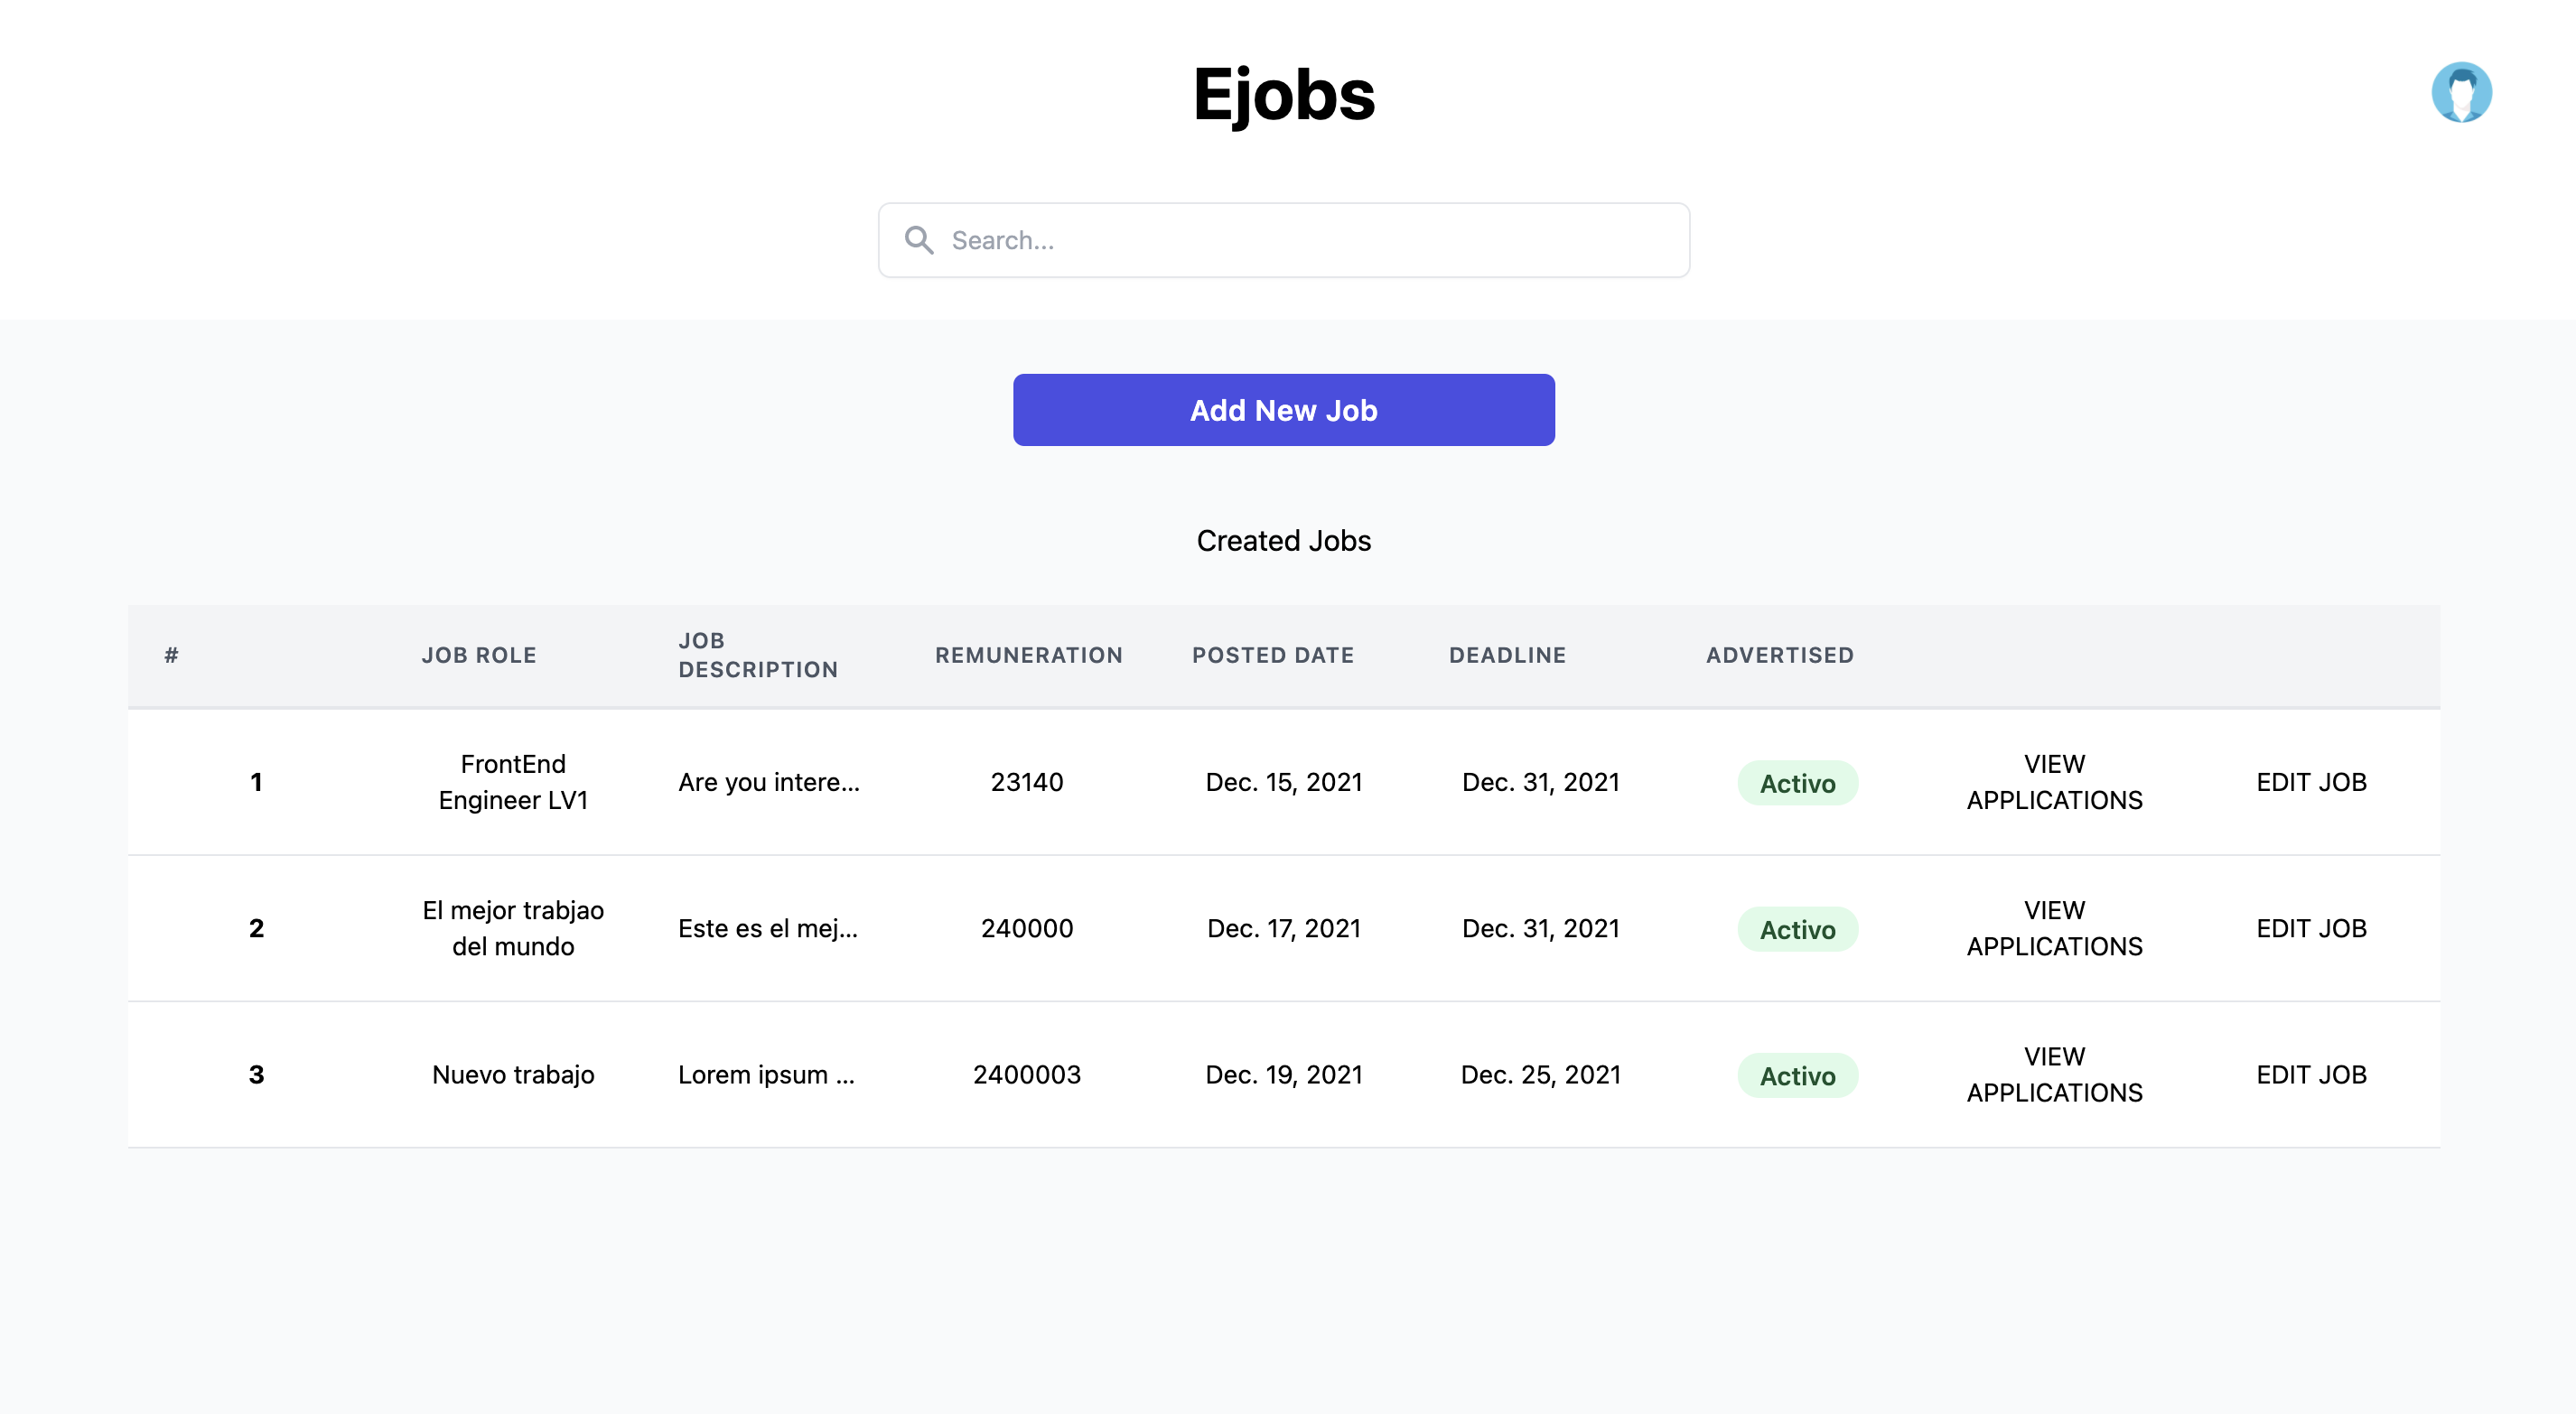 Ejobs
Search...
Add New Job
Created Jobs
# JOB ROLE JOB DESCRIPTION REMUNERATION POSTED DATE DEADLINE ADVERTISED
1 FrontEnd Engineer LV1 Are you intere... 23140 Dec. 15, 2021 Dec. 31, 2021 Activo VIEW APPLICATIONS EDIT JOB
2 El mejor trabjao del mundo Este es el mej... 240000 Dec. 17, 2021 Dec. 31, 2021 Activo VIEW APPLICATIONS EDIT JOB
3 Nuevo trabajo Lorem ipsum ... 2400003 Dec. 19, 2021 Dec. 25, 2021 Activo VIEW APPLICATIONS EDIT JOB